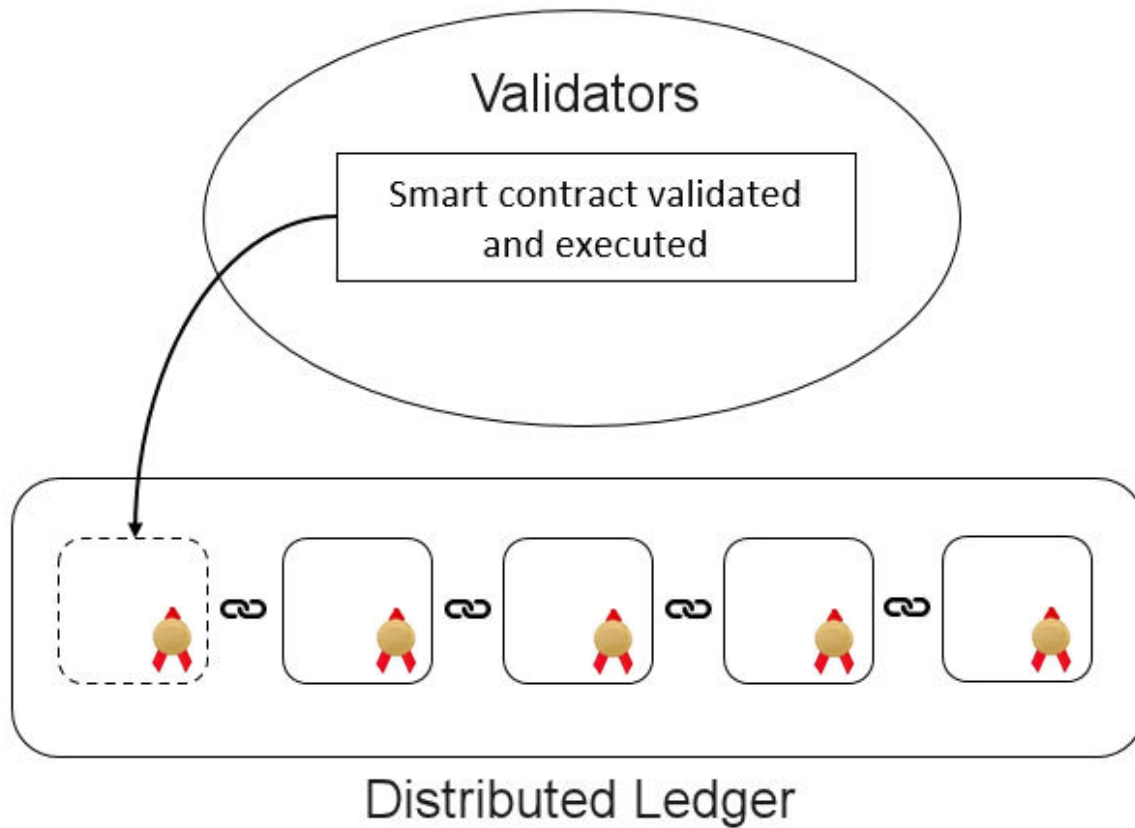 Validators
Smart contract validated
and executed
Distributed Ledger